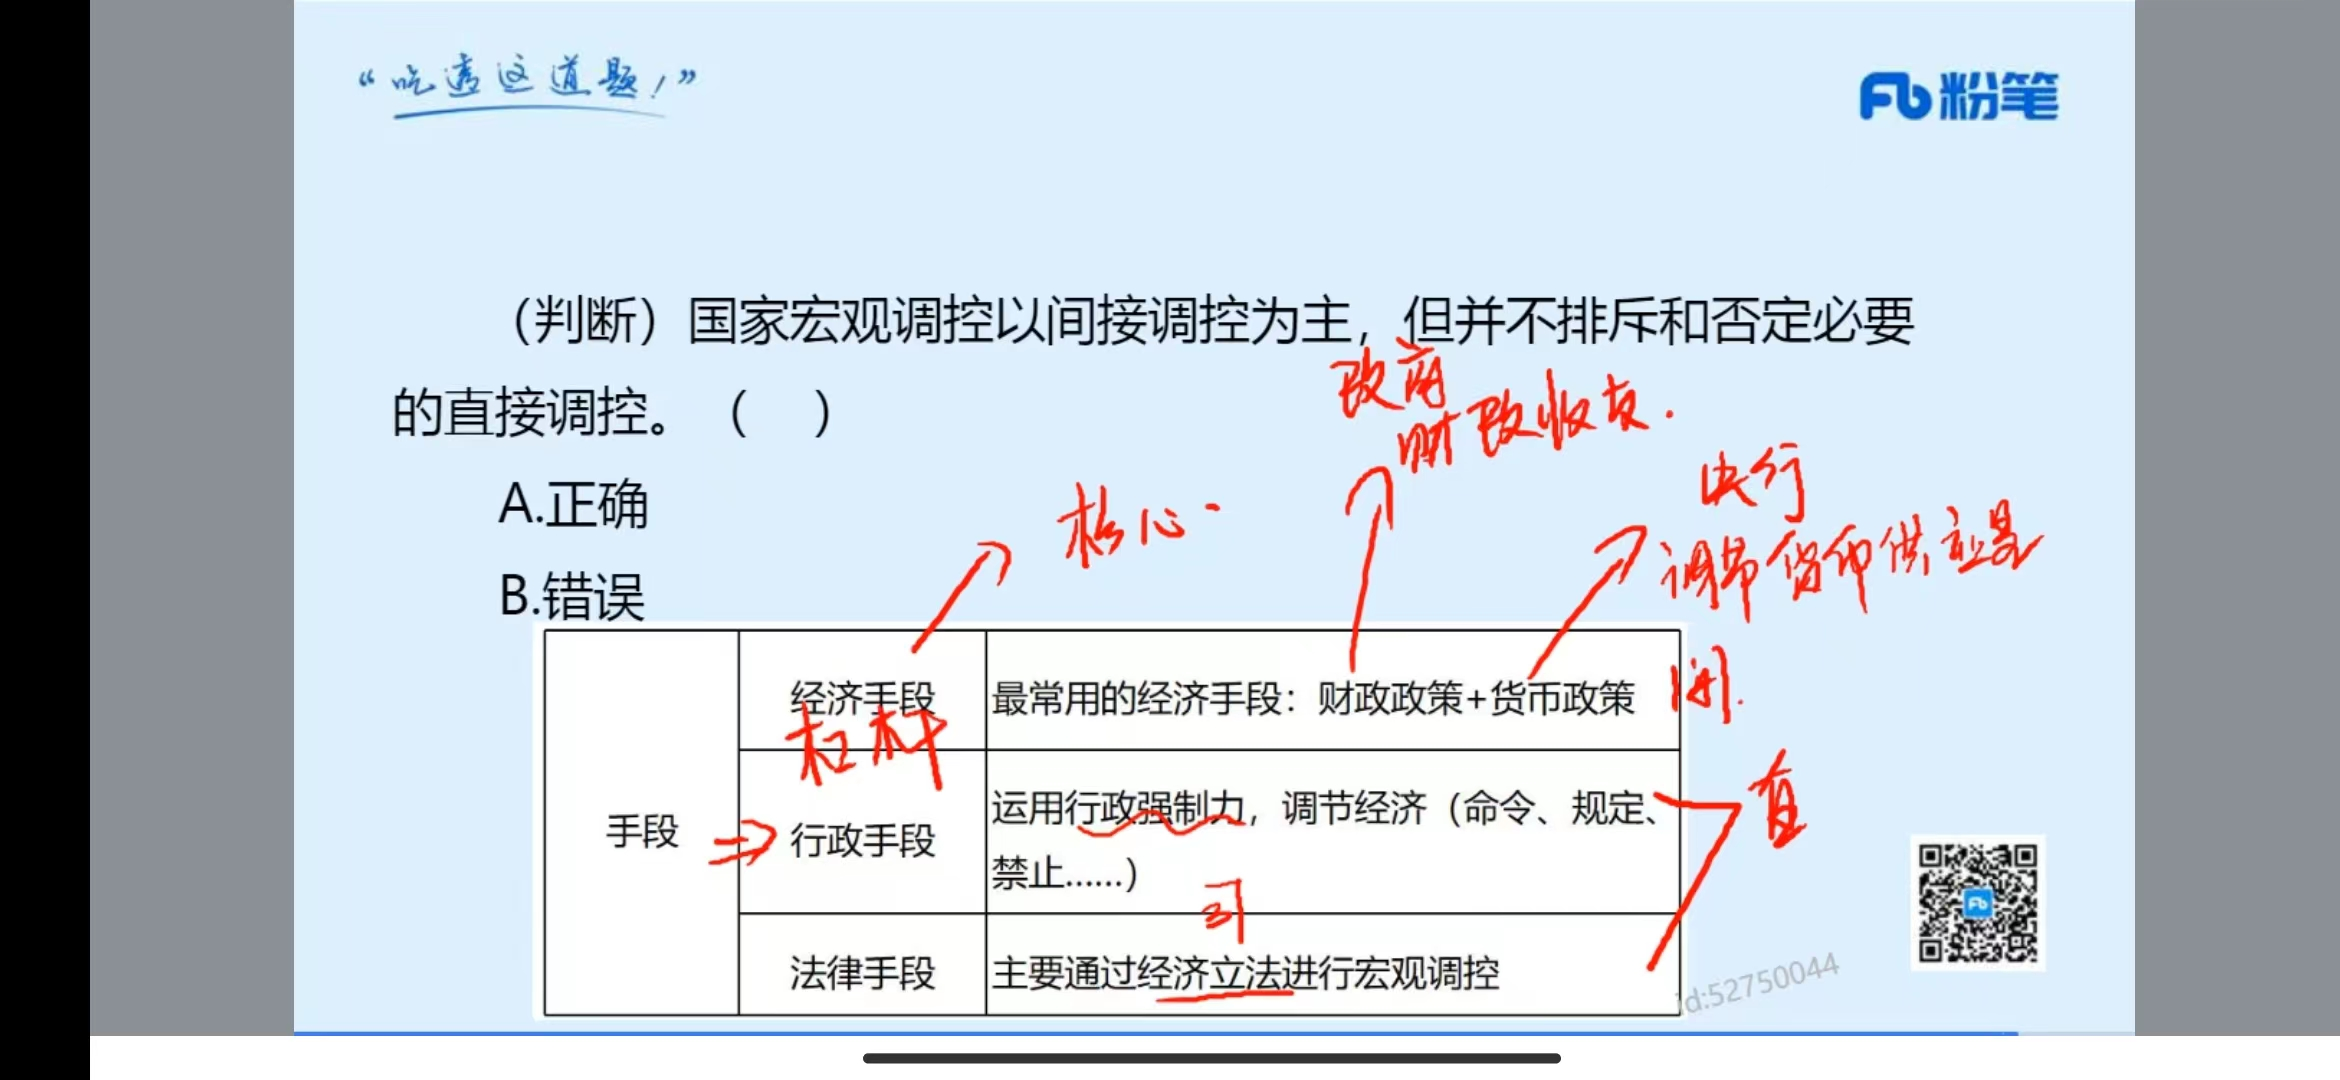 “吃透这道题!”
粉笔
（判断）国家宏观调控以间接调控为主，但并不排斥和否定必要
的直接调控。（ ）
A.正确
B.错误
政府
财政收支.
央行
调节货币供应量
核心
经济手段
杠杆
最常用的经济手段：财政政策+货币政策
间.
手段
行政手段
运用行政强制力，调节经济（命令、规定、
禁止......）
直
司
法律手段
主要通过经济立法进行宏观调控
id:52750044